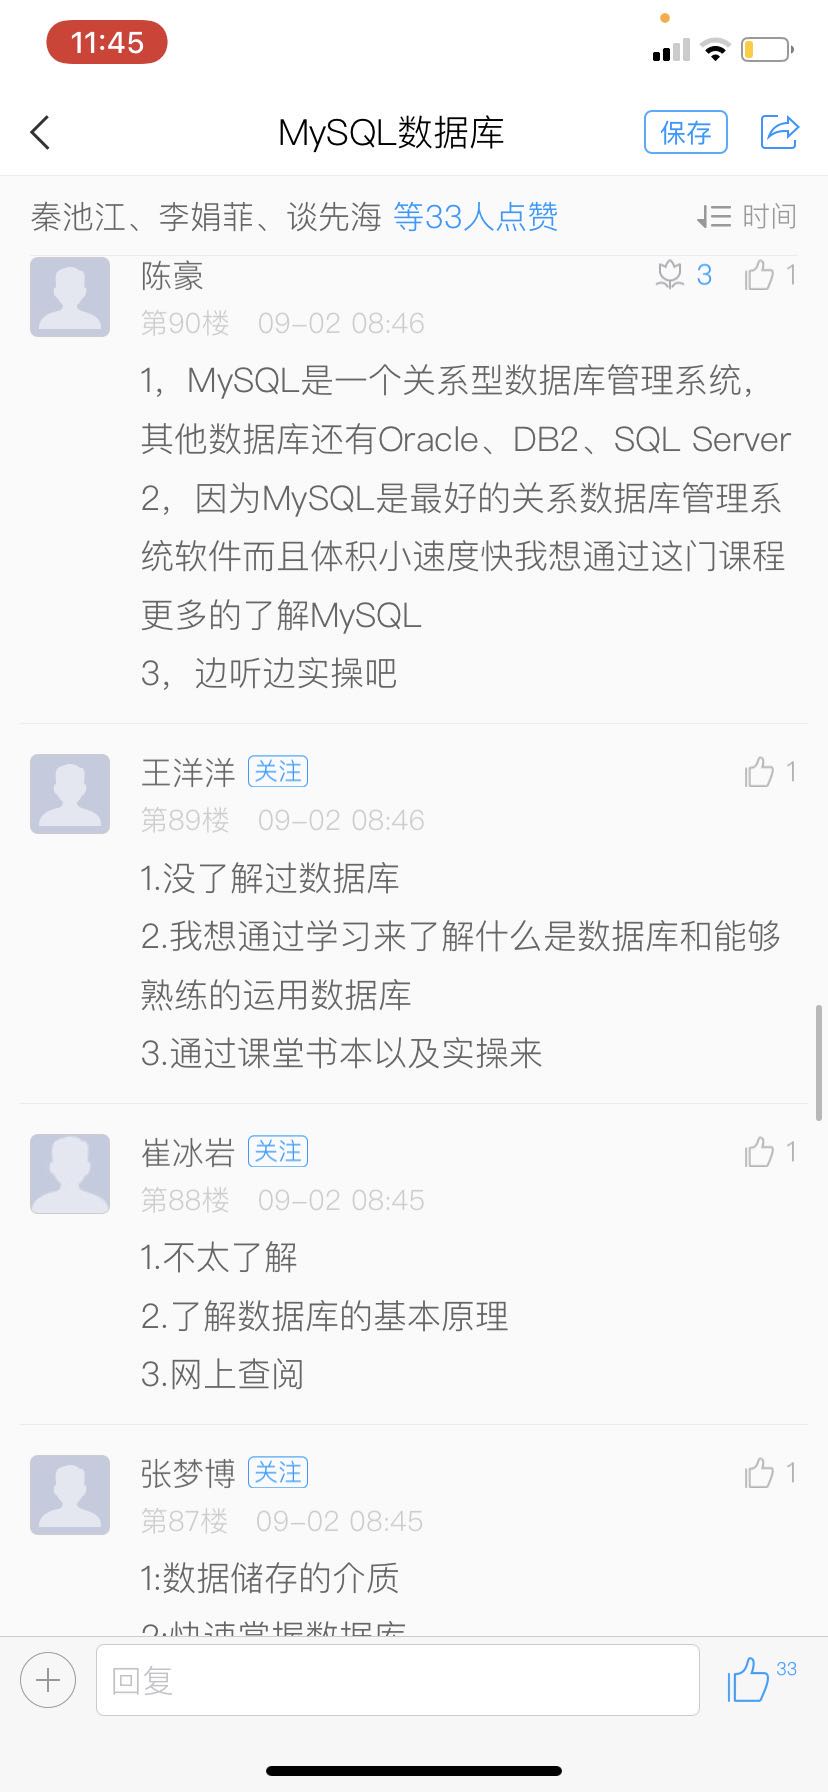 11:45
MySQL数据库
保存
秦池江、李娟菲、谈先海 等33人点赞
时间
陈豪
3
1
第90楼 09-02 08:46
1，MySQL是一个关系型数据库管理系统，
其他数据库还有Oracle、DB2、SQL Server
2，因为MySQL是最好的关系数据库管理系
统软件而且体积小速度快我想通过这门课程
更多的了解MySQL
3，边听边实操吧
王洋洋 关注
1
第89楼 09-02 08:46
1.没了解过数据库
2.我想通过学习来了解什么是数据库和能够
熟练的运用数据库
3.通过课堂书本以及实操来
崔冰岩 关注
1
第88楼 09-02 08:45
1.不太了解
2.了解数据库的基本原理
3.网上查阅
张梦博 关注
1
第87楼 09-02 08:45
1:数据储存的介质
2:快速掌握数据库
回复
33